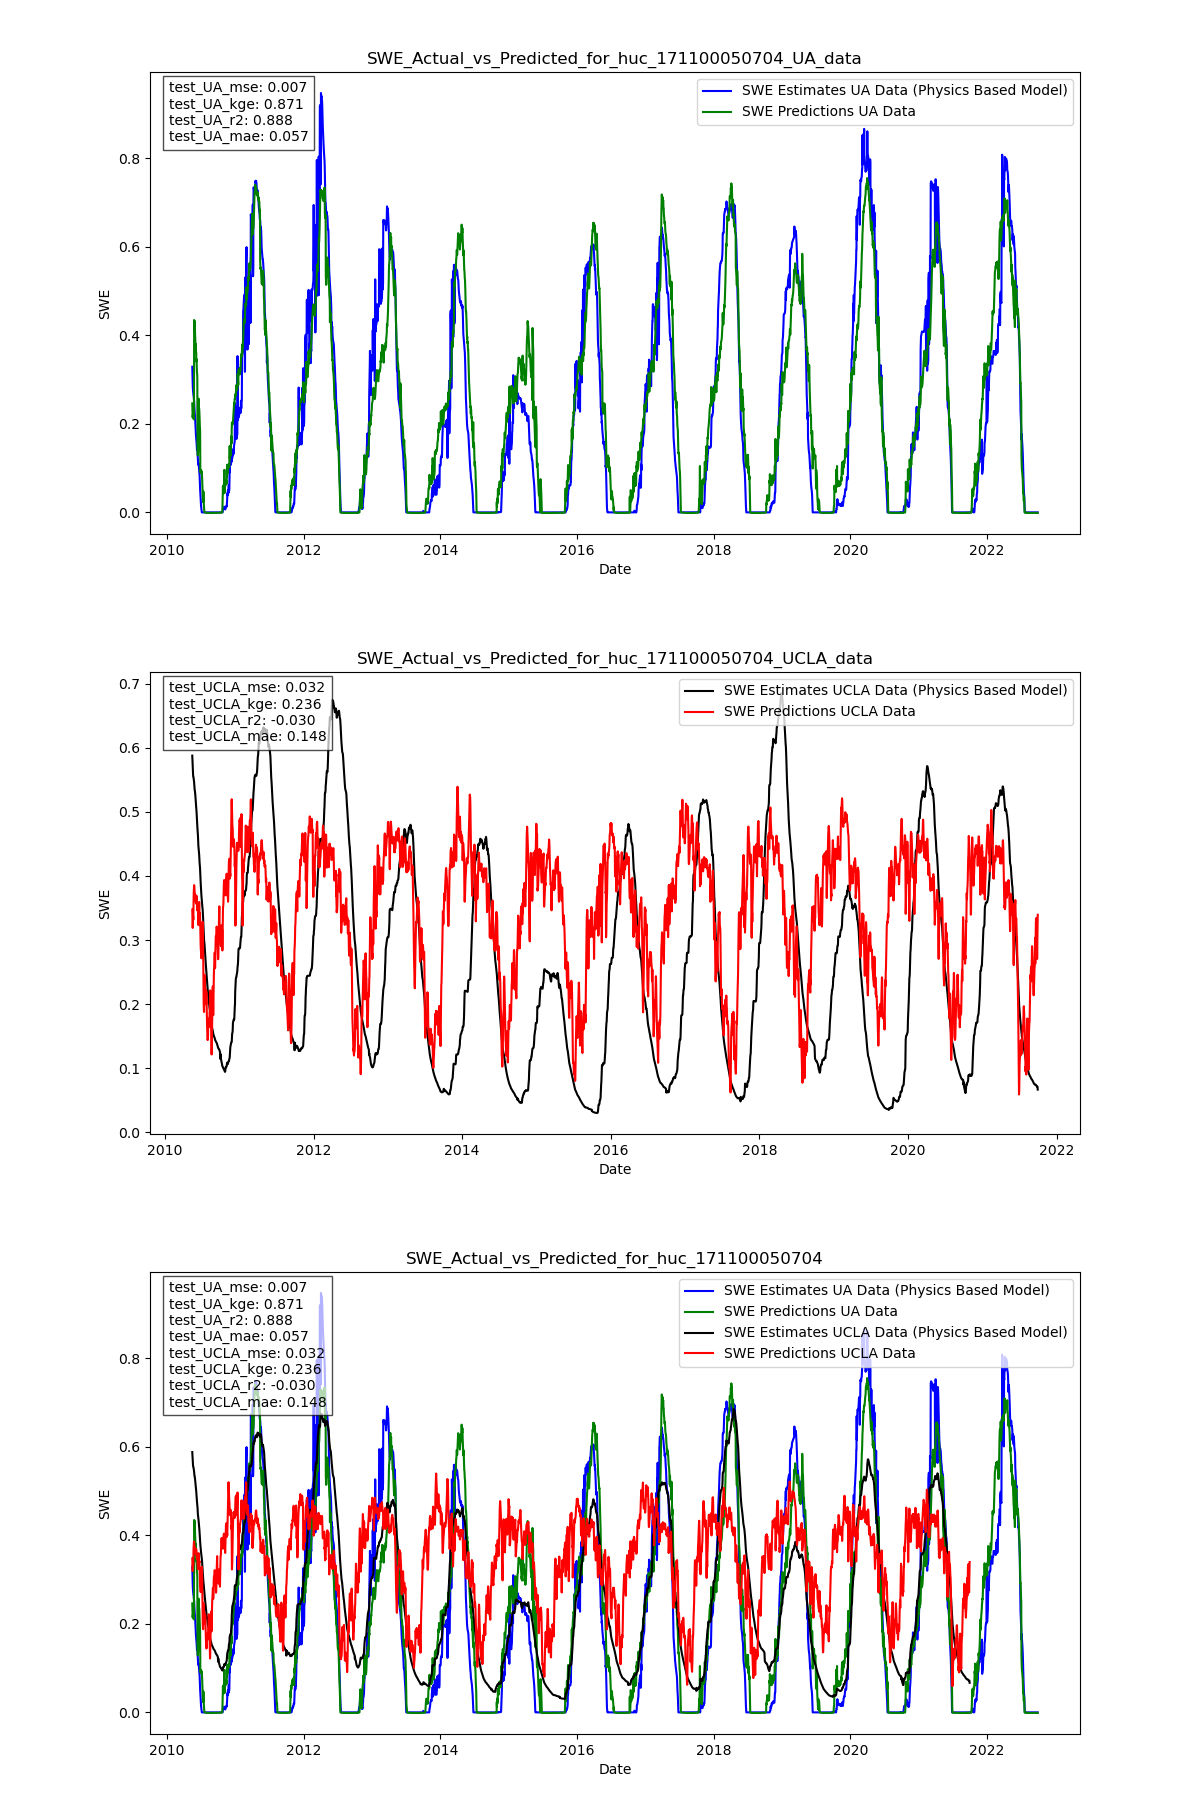 SWE_Actual_vs_Predicted_for_huc_171100050704_UA_data
test_UA_mse: 0.007
test_UA_kge: 0.871
test_UA_r2: 0.888
test_UA_mae: 0.057
SWE Estimates UA Data (Physics Based Model)
SWE Predictions UA Data
0.8
0.6
0.4
0.2
0.0
SWE
2010 2012 2014 2016 2018 2020 2022
Date
SWE_Actual_vs_Predicted_for_huc_171100050704_UCLA_data
test_UCLA_mse: 0.032
test_UCLA_kge: 0.236
test_UCLA_r2: -0.030
test_UCLA_mae: 0.148
SWE Estimates UCLA Data (Physics Based Model)
SWE Predictions UCLA Data
0.7
0.6
0.5
0.4
0.3
0.2
0.1
0.0
SWE
2010 2012 2014 2016 2018 2020 2022
Date
SWE_Actual_vs_Predicted_for_huc_171100050704
test_UA_mse: 0.007
test_UA_kge: 0.871
test_UA_r2: 0.888
test_UA_mae: 0.057
test_UCLA_mse: 0.032
test_UCLA_kge: 0.236
test_UCLA_r2: -0.030
test_UCLA_mae: 0.148
SWE Estimates UA Data (Physics Based Model)
SWE Predictions UA Data
SWE Estimates UCLA Data (Physics Based Model)
SWE Predictions UCLA Data
0.8
0.6
0.4
0.2
0.0
SWE
2010 2012 2014 2016 2018 2020 2022
Date